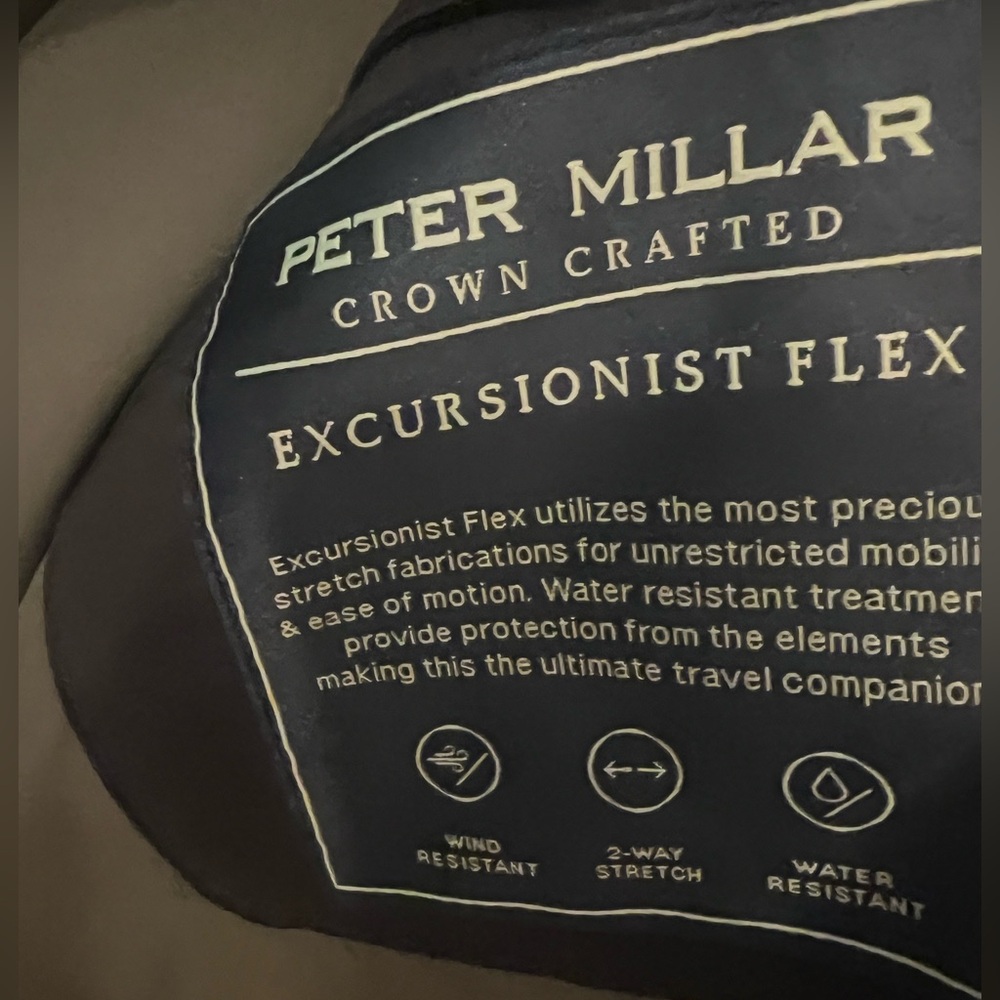 PETER MILLAR
CROWN CRAFTED
EXCURSIONIST FLEX
Excursionist Flex utilizes the most preciou
stretch fabrications for unrestricted mobili
& ease of motion. Water resistant treatmen
provide protection from the elements
making this the ultimate travel companion
WIND RESISTANT
2-WAY STRETCH
WATER RESISTANT